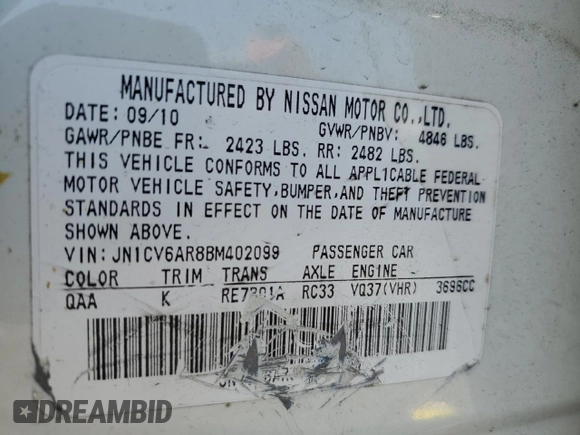 MANUFACTURED BY NISSAN MOTOR CO.,LTD.
DATE: 09/10 GVWR/PNBV: 4846 LBS.
GAWR/PNBE FR: 2423 LBS. RR: 2482 LBS.
THIS VEHICLE CONFORMS TO ALL APPLICABLE FEDERAL
MOTOR VEHICLE SAFETY,BUMPER,AND THEFT PREVENTION
STANDARDS IN EFFECT ON THE DATE OF MANUFACTURE
SHOWN ABOVE.
VIN: JN1CV6AR8BM402099 PASSENGER CAR
COLOR TRIM TRANS AXLE ENGINE
QAA K RE7R01A RC33 VQ37(VHR) 3696CC
DREAMBID